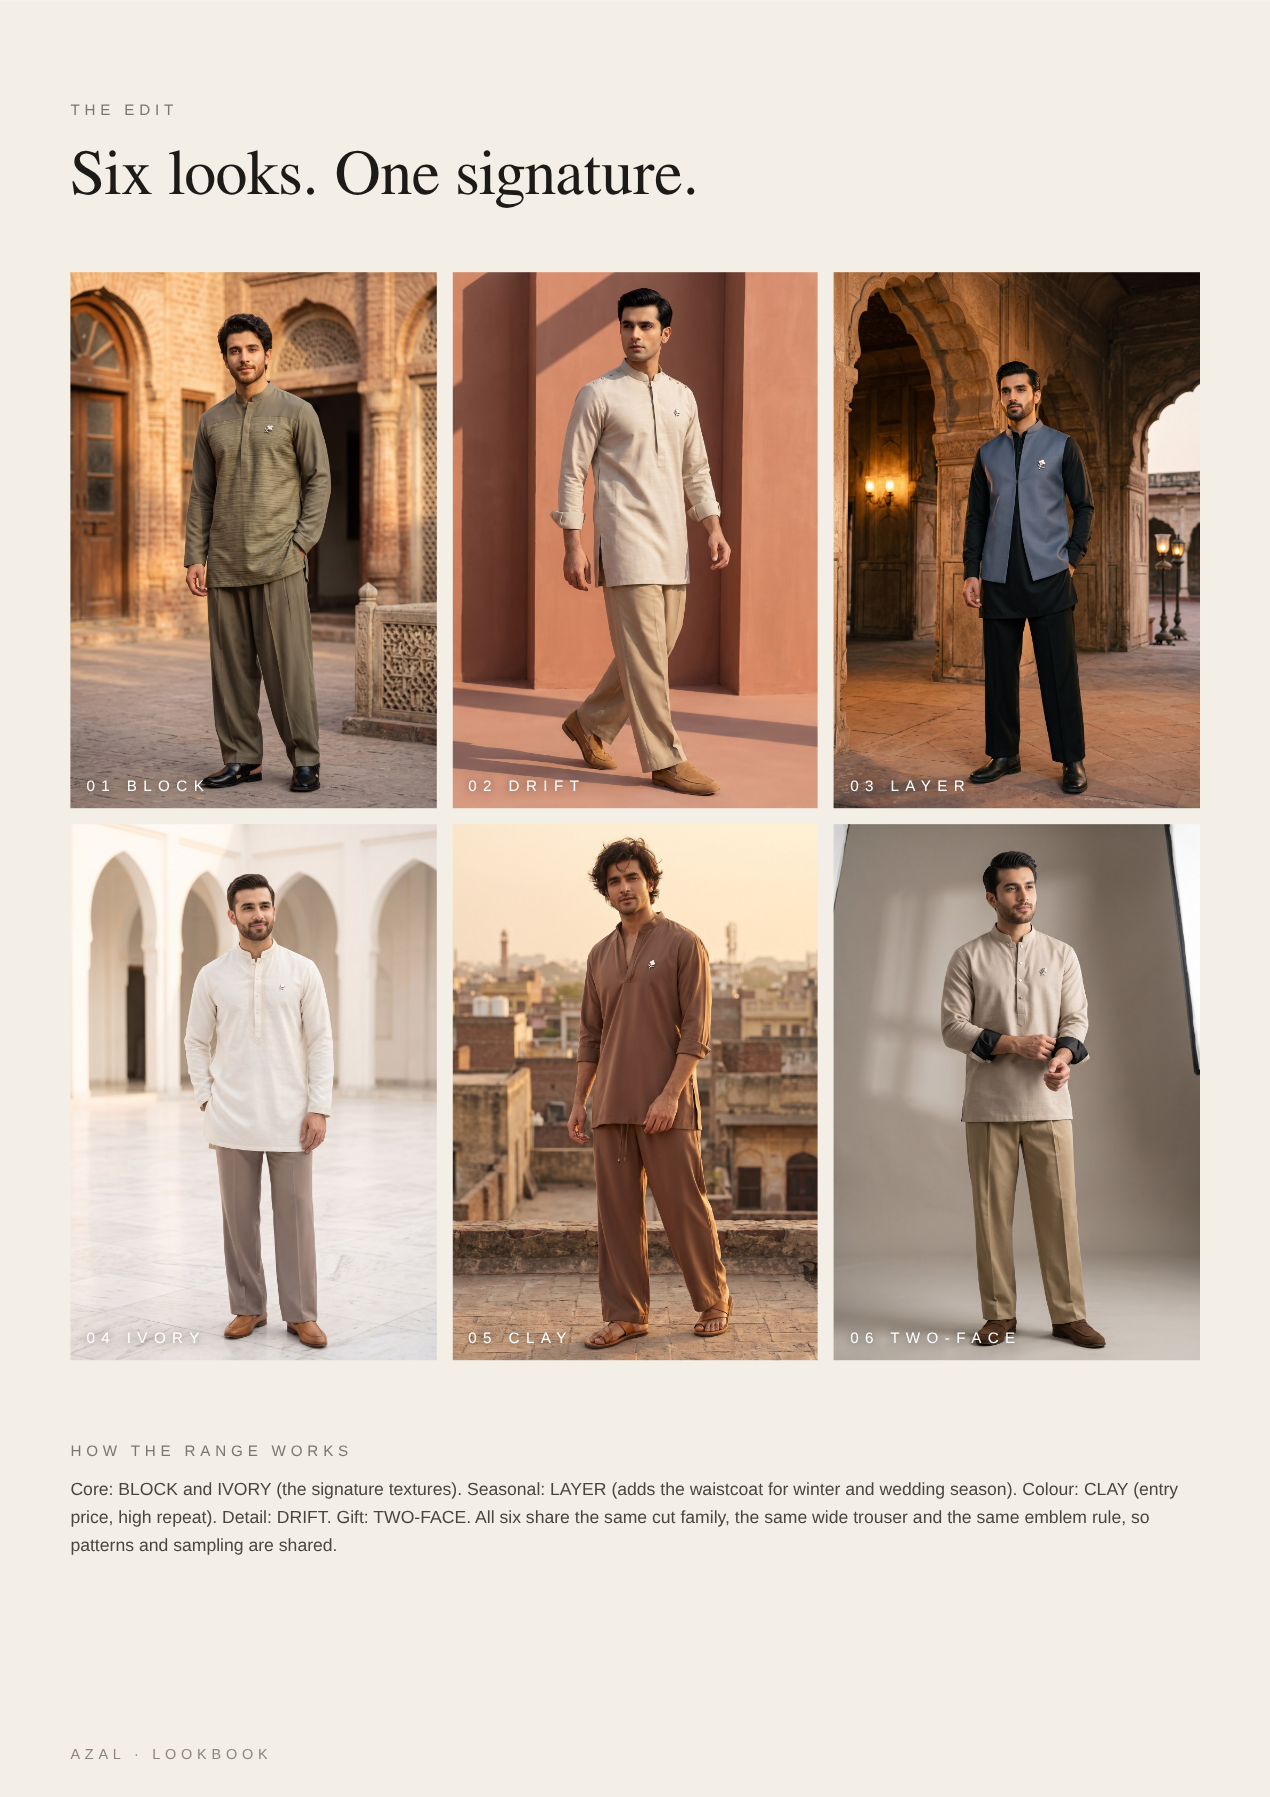 THE EDIT
Six looks. One signature.
01 BLOCK
02 DRIFT
03 LAYER
04 IVORY
05 CLAY
06 TWO-FACE
HOW THE RANGE WORKS
Core: BLOCK and IVORY (the signature textures). Seasonal: LAYER (adds the waistcoat for winter and wedding season). Colour: CLAY (entry
price, high repeat). Detail: DRIFT. Gift: TWO-FACE. All six share the same cut family, the same wide trouser and the same emblem rule, so
patterns and sampling are shared.
AZAL · LOOKBOOK